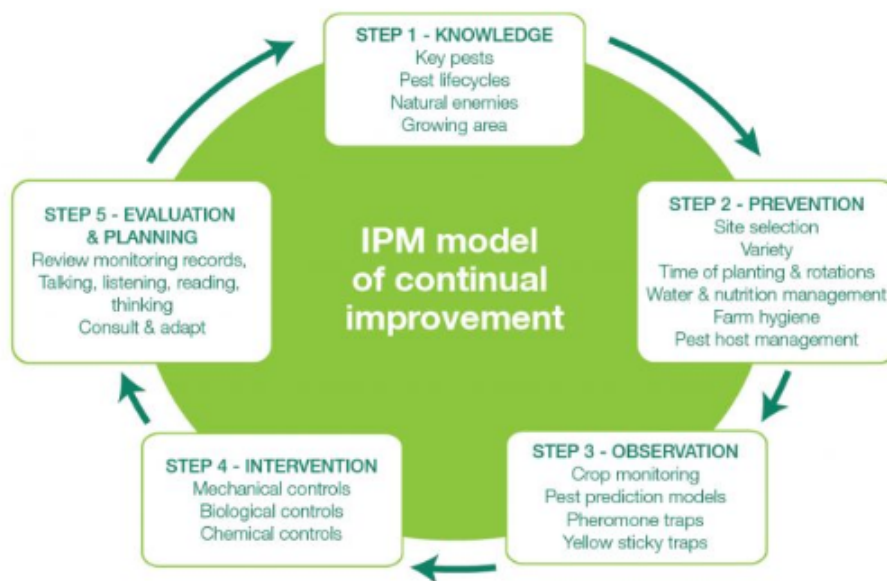 STEP 1 - KNOWLEDGE
Key pests
Pest lifecycles
Natural enemies
Growing area
STEP 2 - PREVENTION
Site selection
Variety
Time of planting & rotations
Water & nutrition management
Farm hygiene
Pest host management
STEP 3 - OBSERVATION
Crop monitoring
Pest prediction models
Pheromone traps
Yellow sticky traps
STEP 4 - INTERVENTION
Mechanical controls
Biological controls
Chemical controls
STEP 5 - EVALUATION
& PLANNING
Review monitoring records,
Talking, listening, reading,
thinking
Consult & adapt
IPM model
of continual
improvement